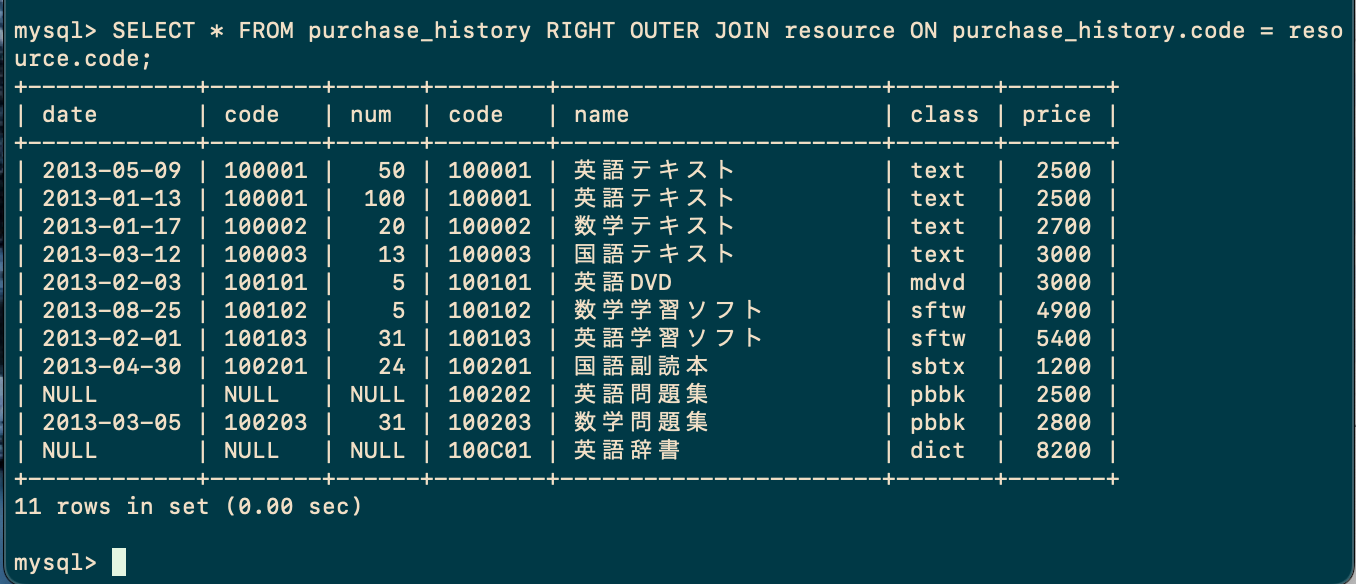 mysql> SELECT * FROM purchase_history RIGHT OUTER JOIN resource ON purchase_history.code = reso
urce.code;
+------------+--------+------+--------+-----------------------+-------+-------+
| date       | code   | num  | code   | name                  | class | price |
+------------+--------+------+--------+-----------------------+-------+-------+
| 2013-05-09 | 100001 |   50 | 100001 | 英語テキスト          | text  |  2500 |
| 2013-01-13 | 100001 |  100 | 100001 | 英語テキスト          | text  |  2500 |
| 2013-01-17 | 100002 |   20 | 100002 | 数学テキスト          | text  |  2700 |
| 2013-03-12 | 100003 |   13 | 100003 | 国語テキスト          | text  |  3000 |
| 2013-02-03 | 100101 |    5 | 100101 | 英語DVD               | mdvd  |  3000 |
| 2013-08-25 | 100102 |    5 | 100102 | 数学学習ソフト        | sftw  |  4900 |
| 2013-02-01 | 100103 |   31 | 100103 | 英語学習ソフト        | sftw  |  5400 |
| 2013-04-30 | 100201 |   24 | 100201 | 国語副読本            | sbtx  |  1200 |
| NULL       | NULL   | NULL | 100202 | 英語問題集            | pbbk  |  2500 |
| 2013-03-05 | 100203 |   31 | 100203 | 数学問題集            | pbbk  |  2800 |
| NULL       | NULL   | NULL | 100C01 | 英語辞書              | dict  |  8200 |
+------------+--------+------+--------+-----------------------+-------+-------+
11 rows in set (0.00 sec)
mysql>